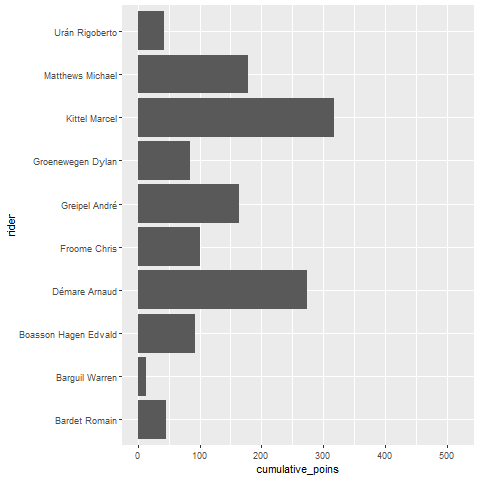 Urán Rigoberto
Matthews Michael
Kittel Marcel
Groenewegen Dylan
Greipel André
Froome Chris
Démare Arnaud
Boasson Hagen Edvald
Barguil Warren
Bardet Romain
rider
0 100 200 300 400 500
cumulative_poins